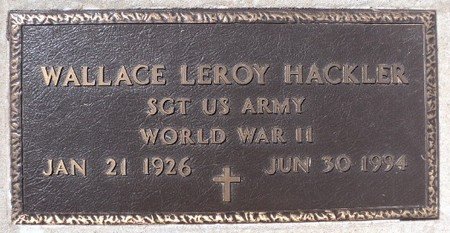 WALLACE LEROY HACKLER
SGT US ARMY
WORLD WAR II
JAN 21 1926 JUN 30 1994